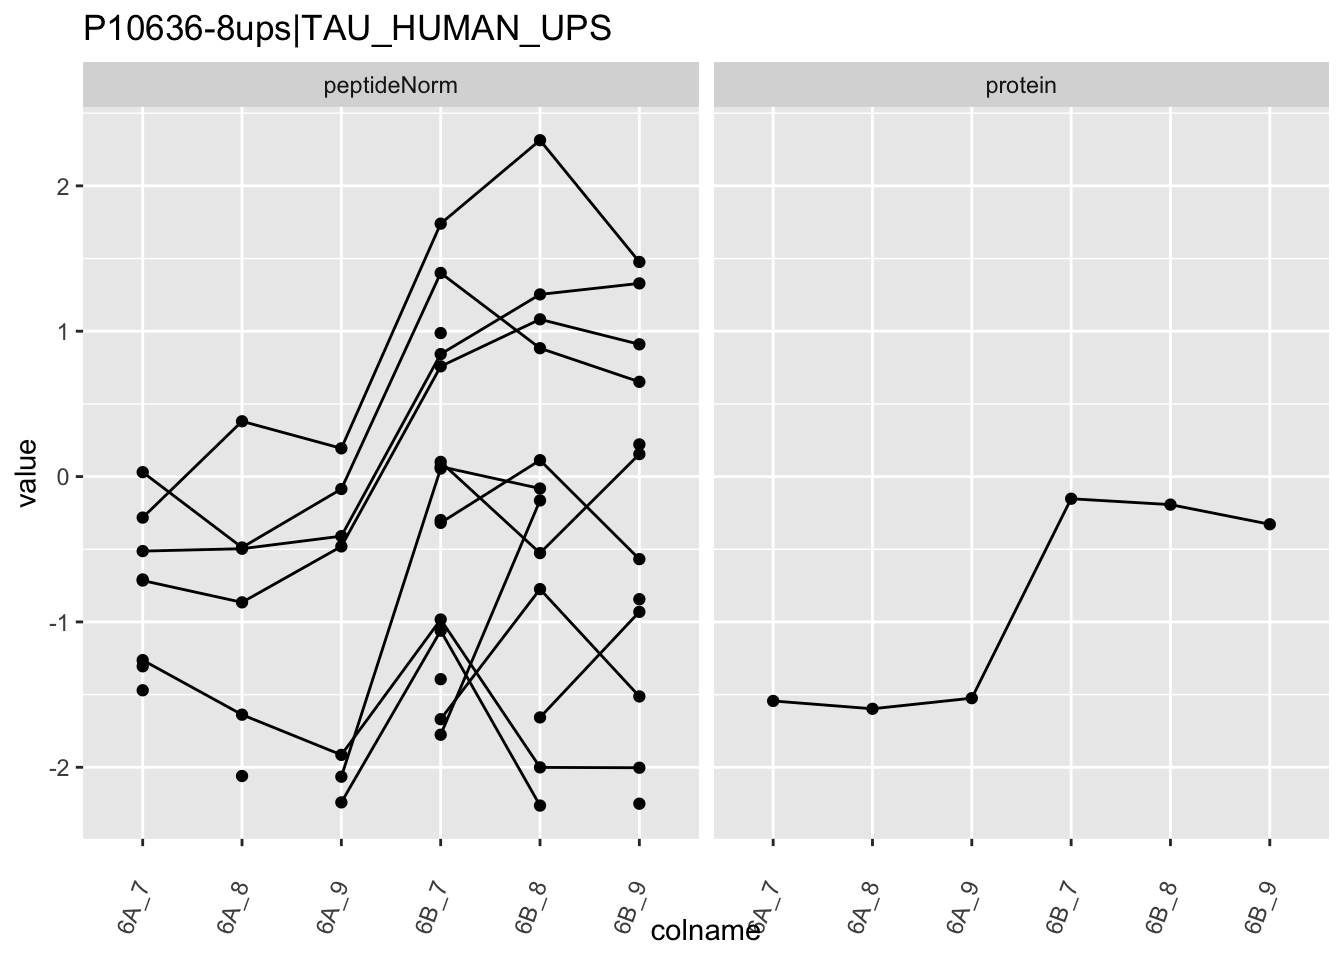 P10636-8ups|TAU_HUMAN_UPS
peptideNorm
protein
value
2
1
0
-1
-2
6A_7
6A_8
6A_9
6B_7
6B_8
6B_9
6A_7
6A_8
6A_9
6B_7
6B_8
6B_9
colname